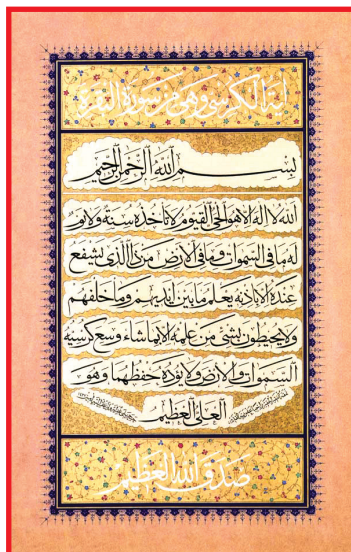 آية الكرسي وهي من سورة البقرة
بسم الله الرحمن الرحيم
الله لا اله الا هو الحي القيوم لا تأخذه سنة ولا نوم
له ما في السموات وما في الارض من ذا الذي يشفع
عنده الا باذنه يعلم ما بين ايديهم وما خلفهم
ولا يحيطون بشئ من علمه الا بما شاء وسع كرسيه
السموات والارض ولا يؤده حفظهما وهو
العلي العظيم
صدق الله العظيم